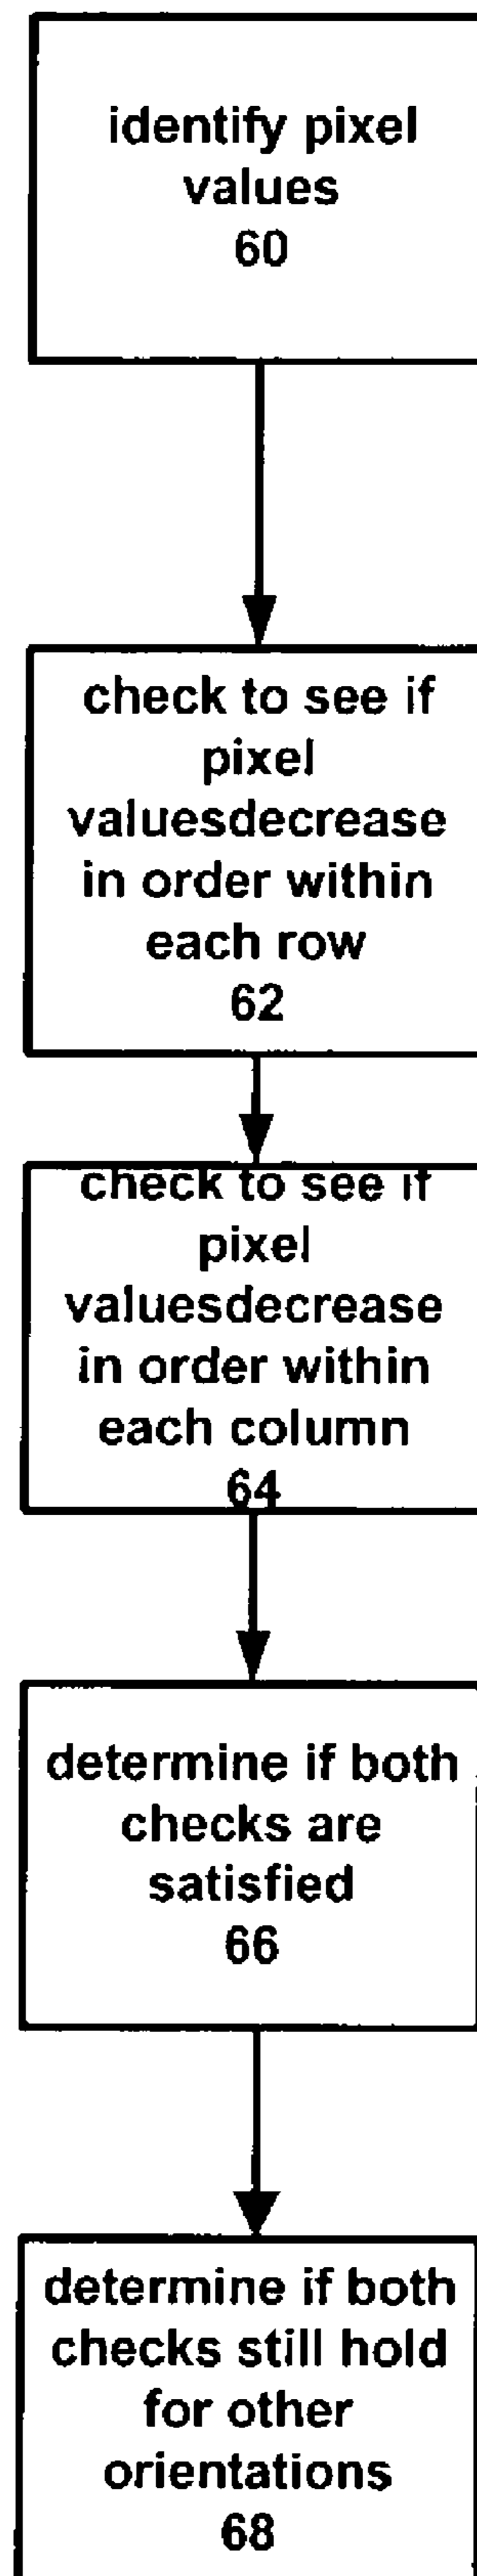 identify pixel
values
60
check to see if
pixel
valuesdecrease
in order within
each row
62
check to see if
pixel
valuesdecrease
in order within
each column
64
determine if both
checks are
satisfied
66
determine if both
checks still hold
for other
orientations
68